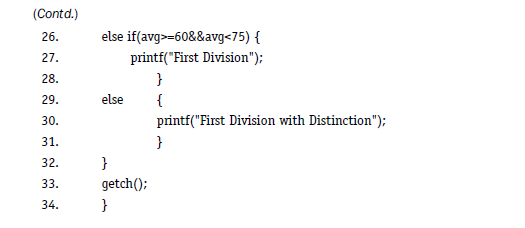 (Contd.)
26. else if(avg>=60&&avg<75) {
27. printf("First Division");
28. }
29. else {
30. printf("First Division with Distinction");
31. }
32. }
33. getch();
34. }